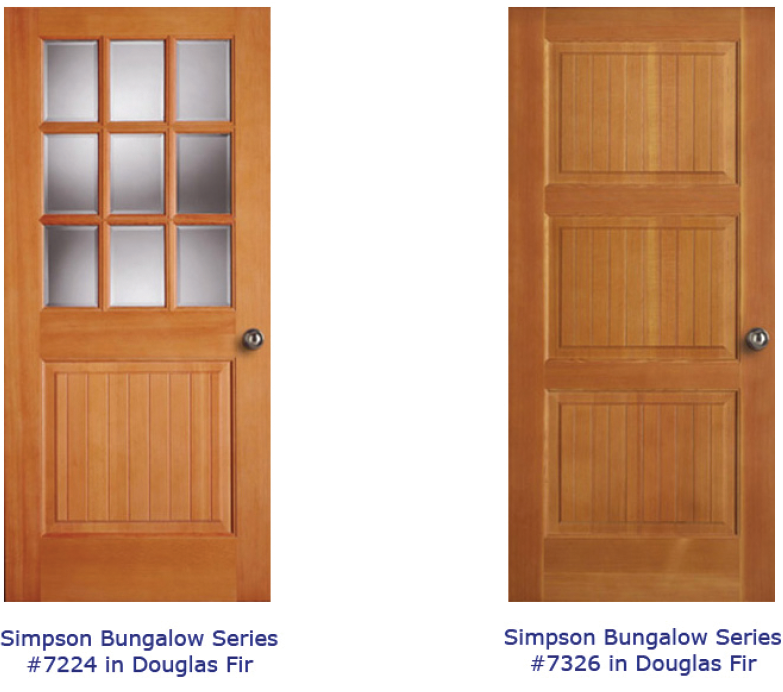 Simpson Bungalow Series
#7224 in Douglas Fir
Simpson Bungalow Series
#7326 in Douglas Fir